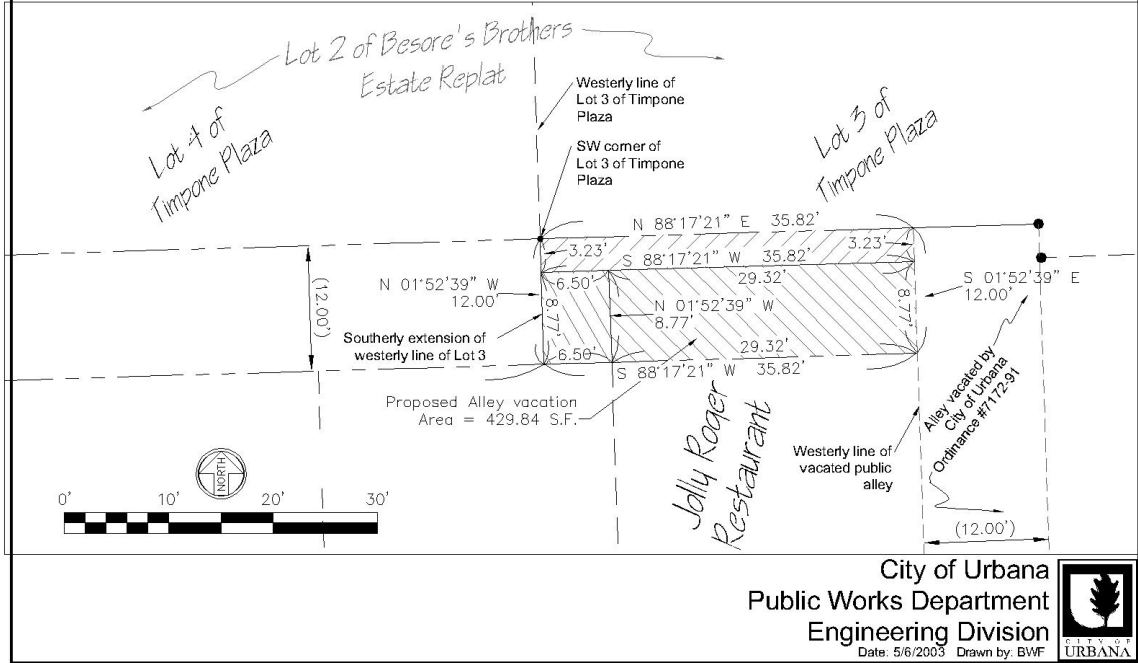 Lot 2 of Besore's Brothers
Estate Replat
Lot 4 of
Timpone Plaza
Westerly line of
Lot 3 of Timpone
Plaza
SW corner of
Lot 3 of Timpone
Plaza
Lot 3 of
Timpone Plaza
N 88°17'21" E 35.82'
3.23'
3.23'
S 88°17'21" W 35.82'
(12.00')
N 01°52'39" W
12.00'
6.50'
29.32'
S 01°52'39" E
12.00'
N 01°52'39" W
8.77'
8.77'
8.77'
Southerly extension of
westerly line of Lot 3
6.50'
29.32'
S 88°17'21" W 35.82'
Proposed Alley vacation
Area = 429.84 S.F.
Jolly Roger
Restaurant
Alley vacated by
City of Urbana
Ordinance #7172-91
Westerly line of
vacated public
alley
(12.00')
NORTH
0' 10' 20' 30'
City of Urbana
Public Works Department
Engineering Division
Date: 5/6/2003 Drawn by: BWF
CITY OF
URBANA